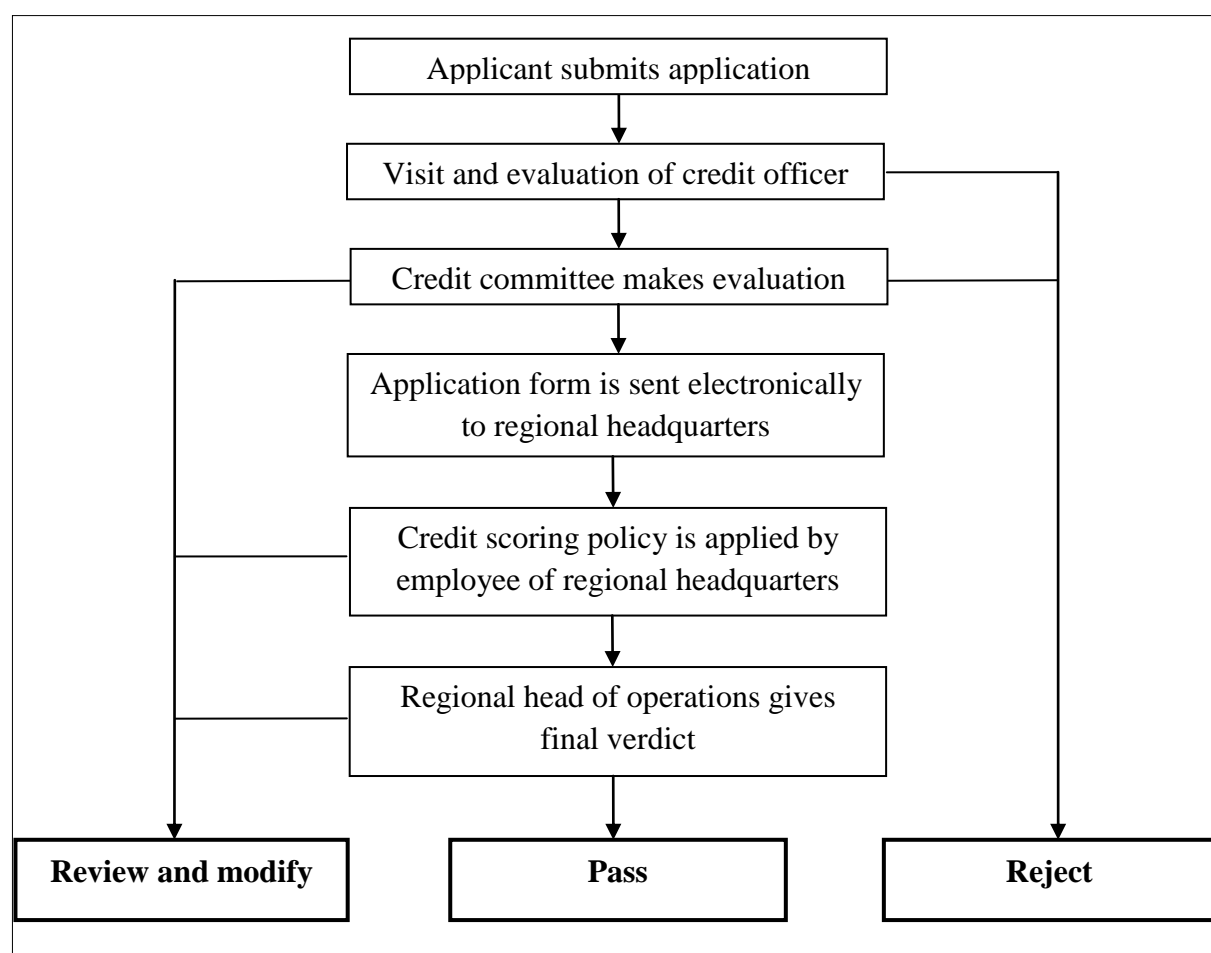 Applicant submits application
Visit and evaluation of credit officer
Credit committee makes evaluation
Application form is sent electronically
to regional headquarters
Credit scoring policy is applied by
employee of regional headquarters
Regional head of operations gives
final verdict
Review and modify
Pass
Reject